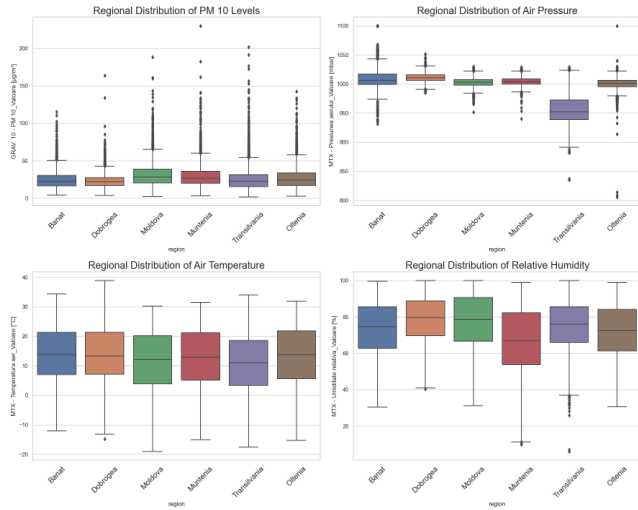 Regional Distribution of PM 10 Levels
GRAV. 10 - PM 10_Valoare [µg/m³]
200
150
100
50
0
Banat
Dobrogea
Moldova
Muntenia
Transilvania
Oltenia
region
Regional Distribution of Air Pressure
MTX - Presiunea aerului_Valoare [mbar]
1100
1050
1000
950
900
850
800
Banat
Dobrogea
Moldova
Muntenia
Transilvania
Oltenia
region
Regional Distribution of Air Temperature
MTX - Temperatura aer_Valoare [°C]
40
30
20
10
0
−10
−20
Banat
Dobrogea
Moldova
Muntenia
Transilvania
Oltenia
region
Regional Distribution of Relative Humidity
MTX - Umiditate relativa_Valoare [%]
100
80
60
40
20
Banat
Dobrogea
Moldova
Muntenia
Transilvania
Oltenia
region